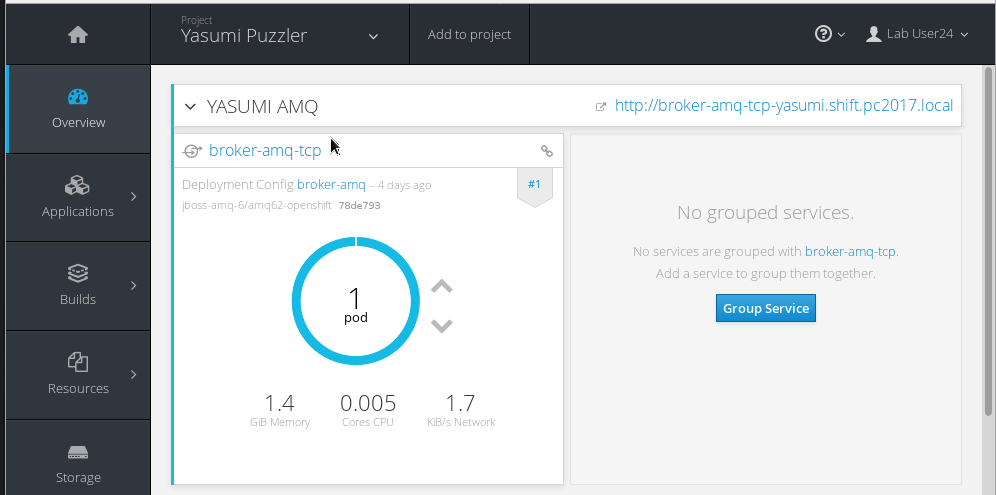 Project
Yasumi Puzzler
Add to project
Lab User24
Overview
Applications
Builds
Resources
Storage
YASUMI AMQ
http://broker-amq-tcp-yasumi.shift.pc2017.local
broker-amq-tcp
Deployment Config broker-amq – 4 days ago
#1
jboss-amq-6/amq62-openshift 78de793
1
pod
1.4 0.005 1.7
GiB Memory Cores CPU KiB/s Network
No grouped services.
No services are grouped with broker-amq-tcp.
Add a service to group them together.
Group Service